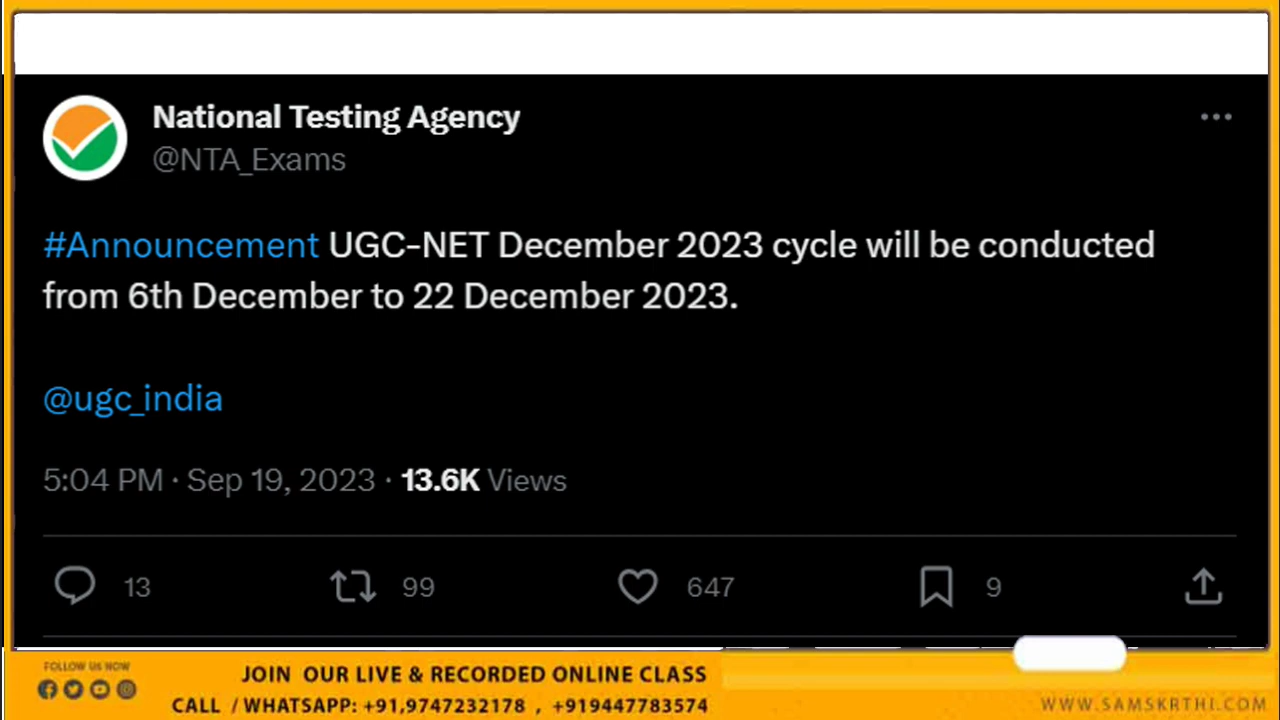 National Testing Agency
@NTA_Exams
#Announcement UGC-NET December 2023 cycle will be conducted
from 6th December to 22 December 2023.
@ugc_india
5:04 PM · Sep 19, 2023 · 13.6K Views
13 99 647 9
FOLLOW US NOW
JOIN OUR LIVE & RECORDED ONLINE CLASS
CALL / WHATSAPP: +91,9747232178 , +919447783574
WWW.SAMSKRTHI.COM